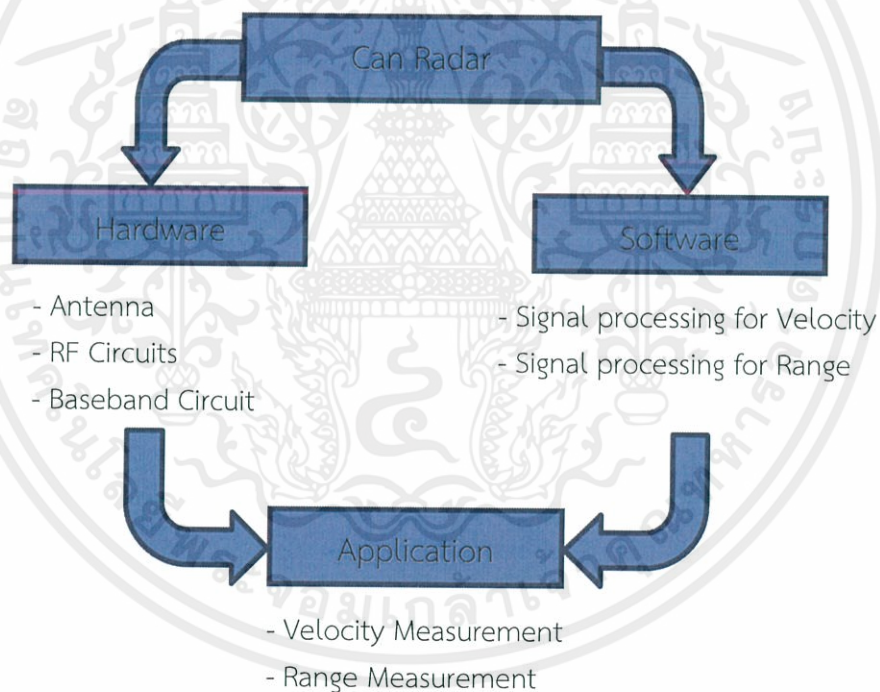 Can Radar
Hardware
Software
- Antenna
- RF Circuits
- Baseband Circuit
- Signal processing for Velocity
- Signal processing for Range
Application
- Velocity Measurement
- Range Measurement